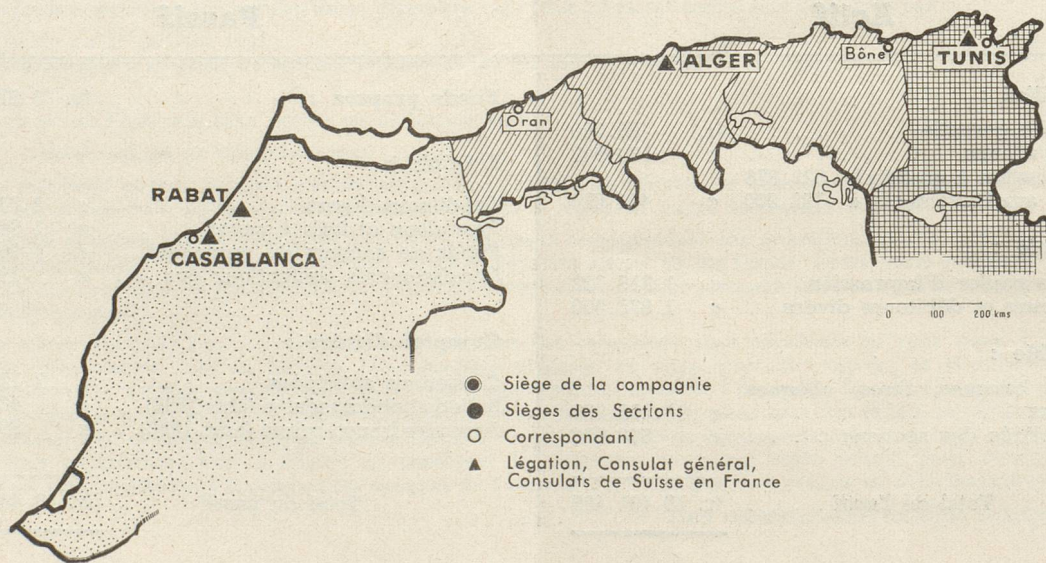 ALGER
Bône
TUNIS
Oran
RABAT
CASABLANCA
0 100 200 kms
Siège de la compagnie
Sièges des Sections
Correspondant
Légation, Consulat général,
Consulats de Suisse en France